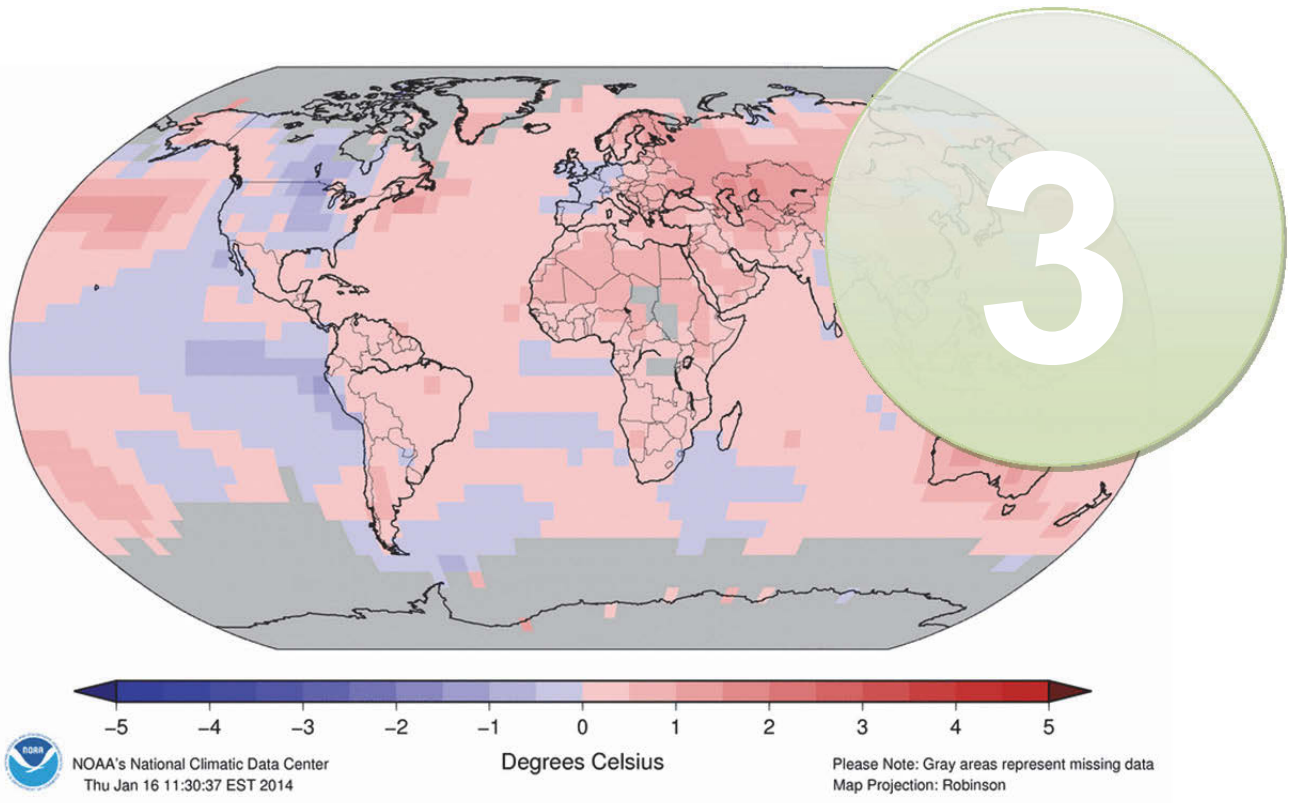 3
−5 −4 −3 −2 −1 0 1 2 3 4 5
Degrees Celsius
NOAA
NOAA's National Climatic Data Center
Thu Jan 16 11:30:37 EST 2014
Please Note: Gray areas represent missing data
Map Projection: Robinson